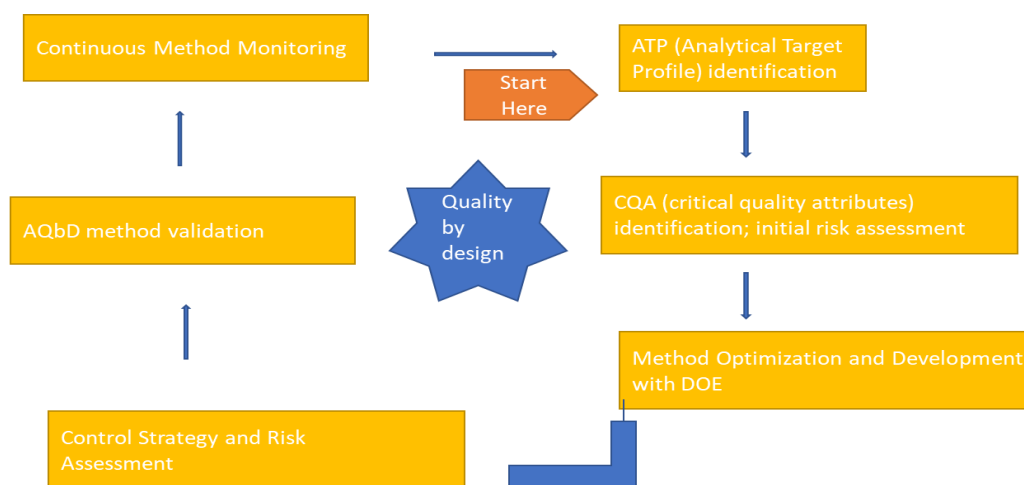 Continuous Method Monitoring
Start
Here
ATP (Analytical Target
Profile) identification
AQbD method validation
Quality
by
design
CQA (critical quality attributes)
identification; initial risk assessment
Method Optimization and Development
with DOE
Control Strategy and Risk
Assessment